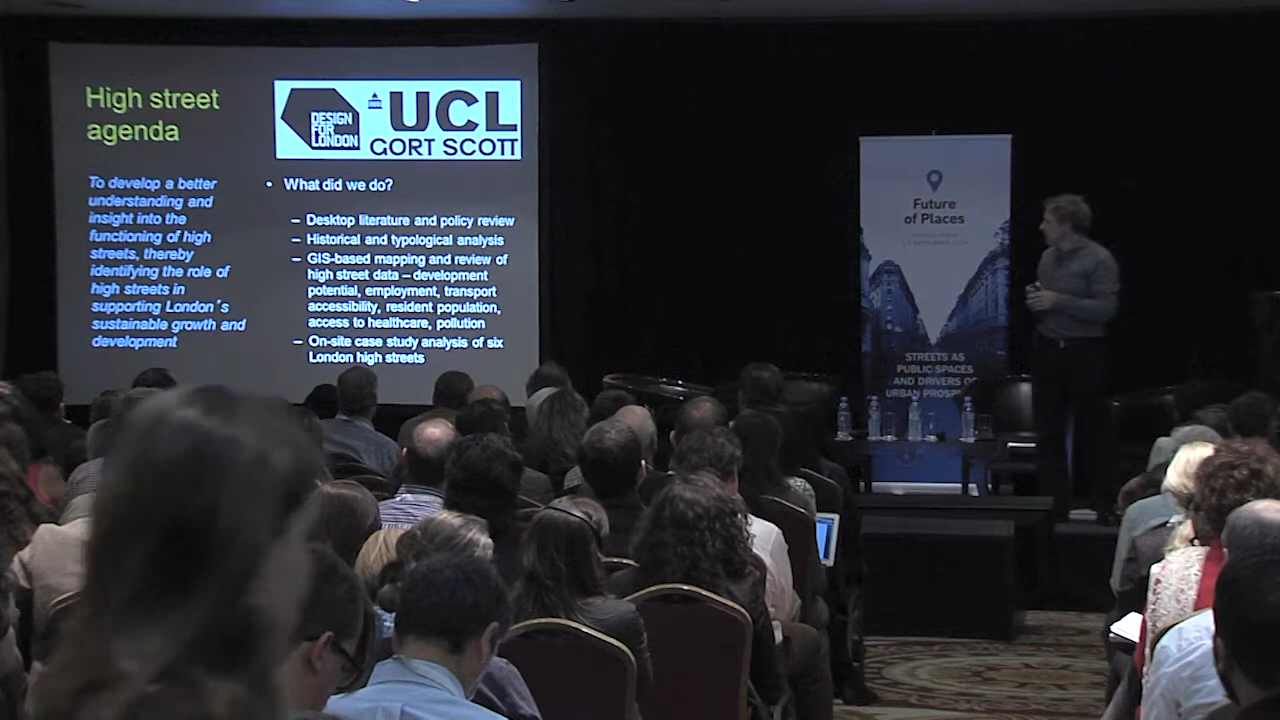 High street
agenda
DESIGN
FOR
LONDON
UCL
GORT SCOTT
To develop a better
understanding and
insight into the
functioning of high
streets, thereby
identifying the role of
high streets in
supporting London's
sustainable growth and
development
• What did we do?
– Desktop literature and policy review
– Historical and typological analysis
– GIS-based mapping and review of
high street data – development
potential, employment, transport
accessibility, resident population,
access to healthcare, pollution
– On-site case study analysis of six
London high streets
Future
of Places
STREETS AS
PUBLIC SPACES
AND DRIVERS OF
URBAN